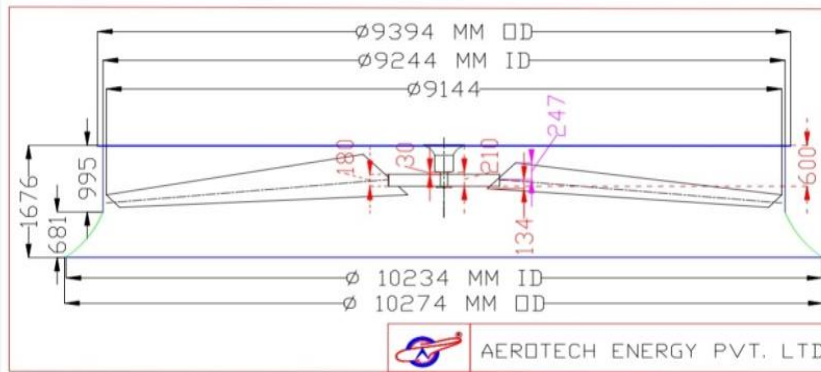 Ø9394 MM OD
Ø9244 MM ID
Ø9144
247
180
30
210
600
995
1676
681
134
Ø 10234 MM ID
Ø 10274 MM OD
AEROTECH ENERGY PVT. LTD